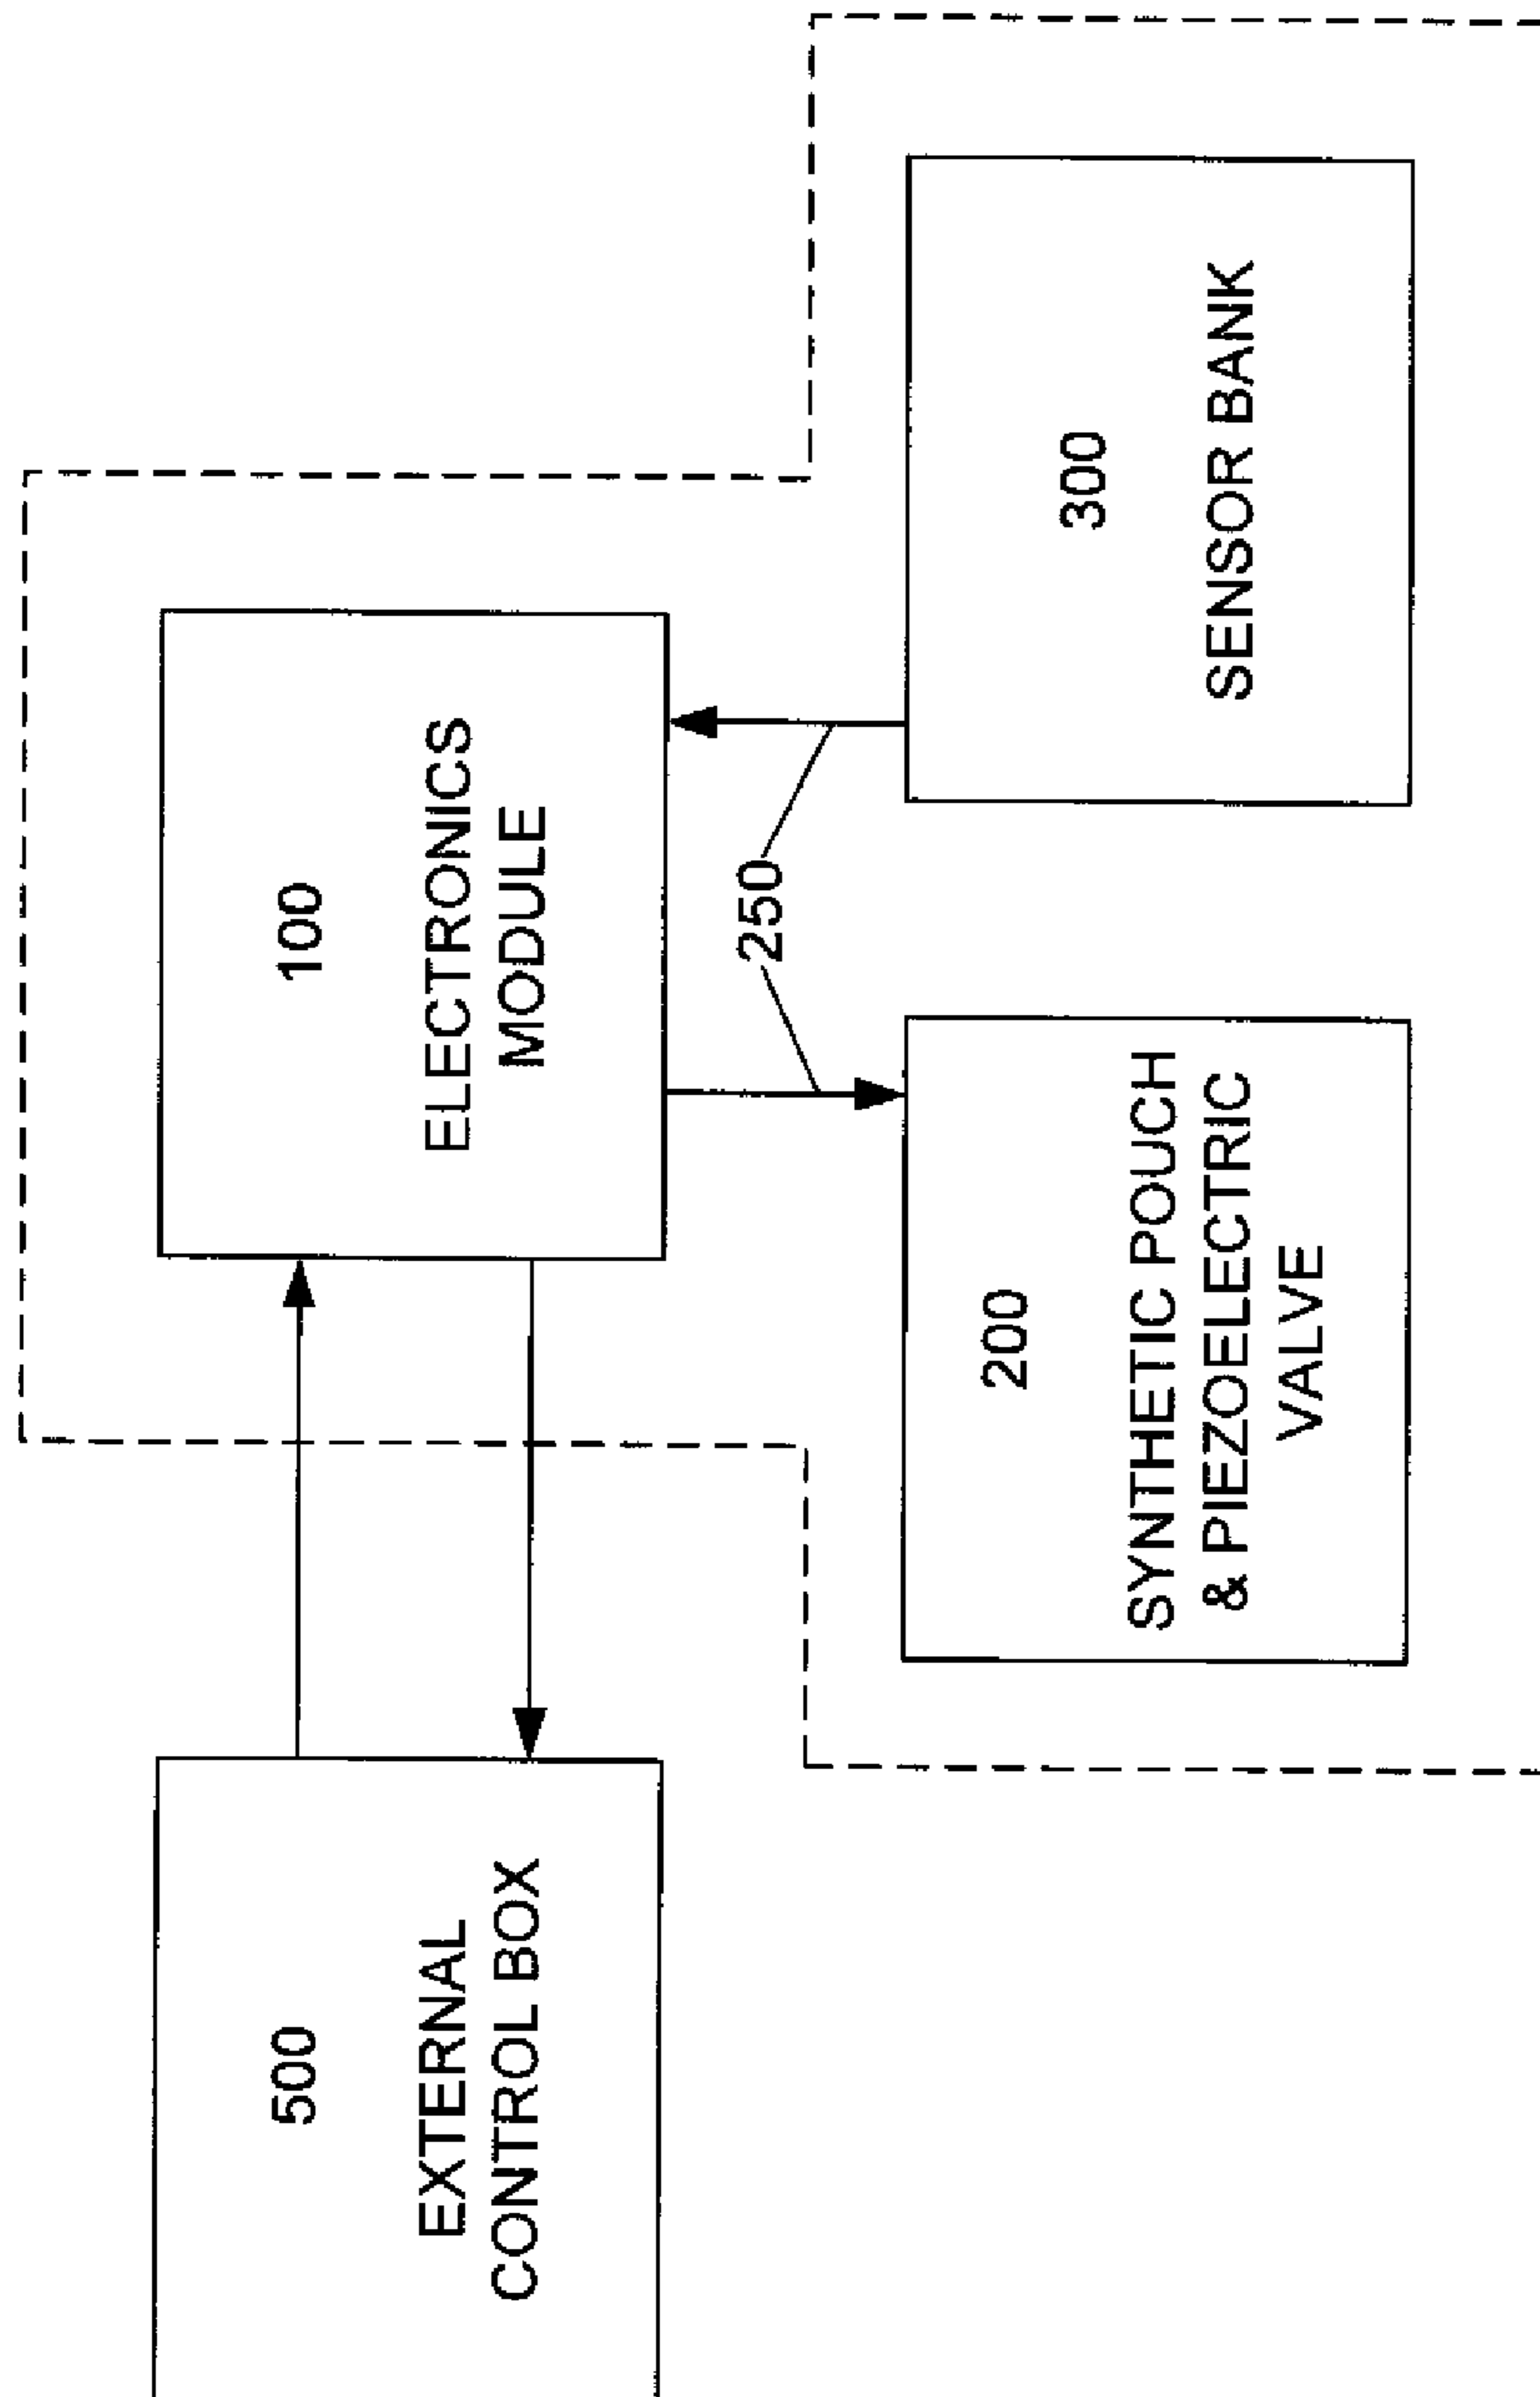 500
EXTERNAL
CONTROL BOX
100
ELECTRONICS
MODULE
250
200
SYNTHETIC POUCH
& PIEZOELECTRIC
VALVE
300
SENSOR BANK